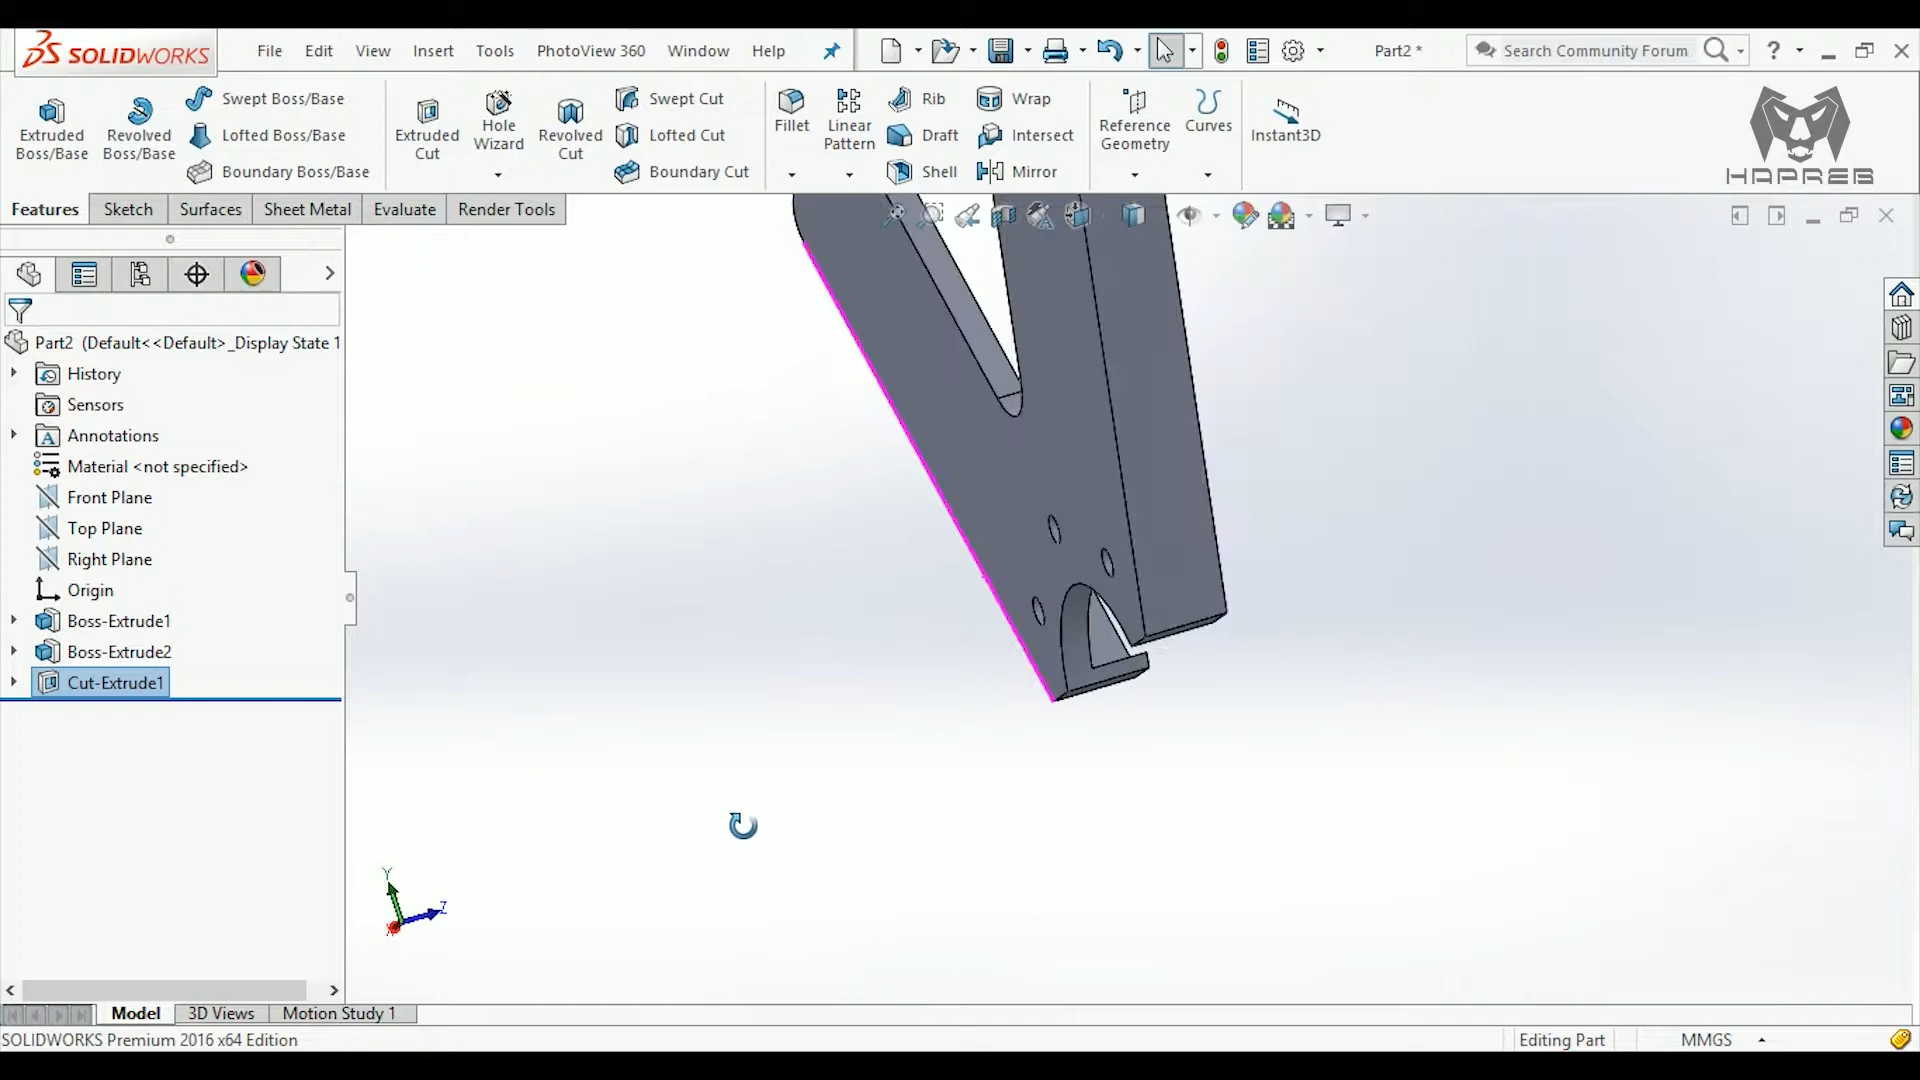 SOLIDWORKS File Edit View Insert Tools PhotoView 360 Window Help Part2 * Search Community Forum ?
Extruded Boss/Base
Revolved Boss/Base
Swept Boss/Base
Lofted Boss/Base
Boundary Boss/Base
Extruded Cut
Hole Wizard
Revolved Cut
Swept Cut
Lofted Cut
Boundary Cut
Fillet
Linear Pattern
Rib
Draft
Shell
Wrap
Intersect
Mirror
Reference Geometry
Curves
Instant3D
HAPREB
Features Sketch Surfaces Sheet Metal Evaluate Render Tools
Part2 (Default<<Default>_Display State 1
History
Sensors
Annotations
Material <not specified>
Front Plane
Top Plane
Right Plane
Origin
Boss-Extrude1
Boss-Extrude2
Cut-Extrude1
Y
Z
Model 3D Views Motion Study 1
SOLIDWORKS Premium 2016 x64 Edition Editing Part MMGS